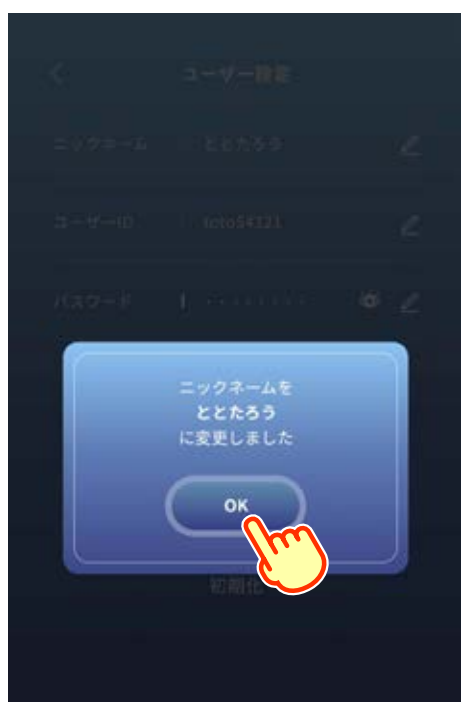 ユーザー設定
ニックネーム ととたろう
ユーザーID toto54321
パスワード ・・・・・・・・
ニックネームを
ととたろう
に変更しました
OK
初期化